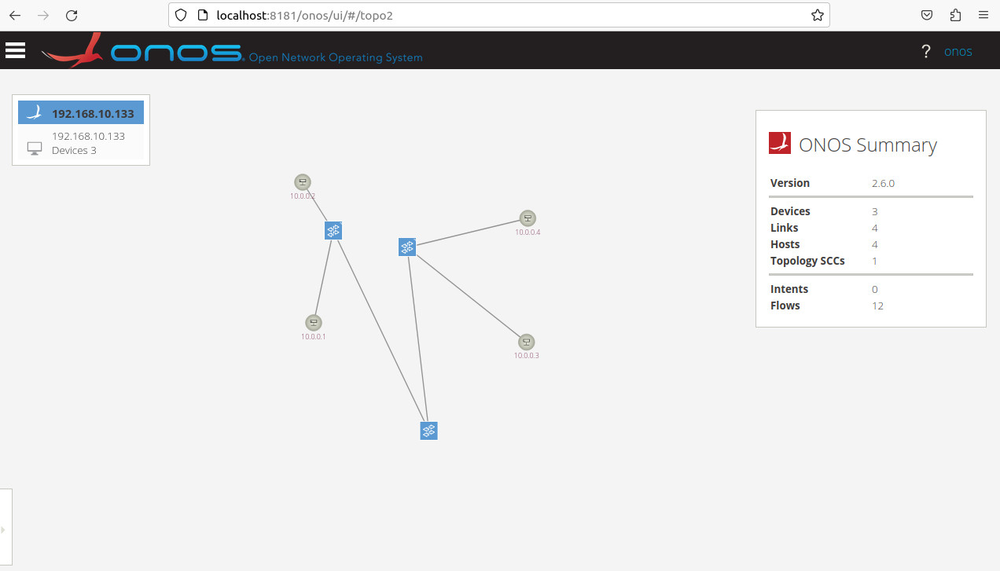 localhost:8181/onos/ui/#/topo2
onos Open Network Operating System
? onos
192.168.10.133
192.168.10.133
Devices 3
10.0.0.2
10.0.0.4
10.0.0.1
10.0.0.3
ONOS Summary
Version 2.6.0
Devices 3
Links 4
Hosts 4
Topology SCCs 1
Intents 0
Flows 12